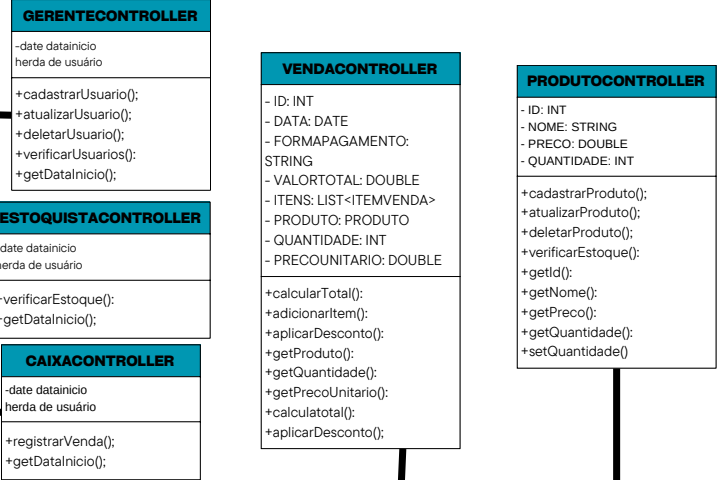 GERENTECONTROLLER
-date datainicio
herda de usuário
+cadastrarUsuario();
+atualizarUsuario();
+deletarUsuario();
+verificarUsuarios():
+getDataInicio();
ESTOQUISTACONTROLLER
date datainicio
herda de usuário
+verificarEstoque():
+getDataInicio();
CAIXACONTROLLER
-date datainicio
herda de usuário
+registrarVenda();
+getDataInicio();
VENDACONTROLLER
- ID: INT
- DATA: DATE
- FORMAPAGAMENTO:
STRING
- VALORTOTAL: DOUBLE
- ITENS: LIST<ITEMVENDA>
- PRODUTO: PRODUTO
- QUANTIDADE: INT
- PRECOUNITARIO: DOUBLE
+calcularTotal():
+adicionarItem():
+aplicarDesconto():
+getProduto():
+getQuantidade():
+getPrecoUnitario():
+calculatotal():
+aplicarDesconto();
PRODUTOCONTROLLER
- ID: INT
- NOME: STRING
- PRECO: DOUBLE
- QUANTIDADE: INT
+cadastrarProduto();
+atualizarProduto();
+deletarProduto();
+verificarEstoque():
+getId():
+getNome():
+getPreco():
+getQuantidade():
+setQuantidade()